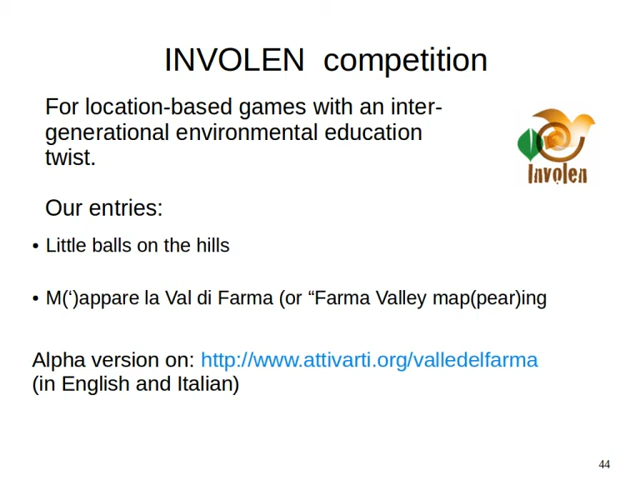 INVOLEN  competition
For location-based games with an inter-
generational environmental education
twist.
Involen
Our entries:
• Little balls on the hills
• M(‘)appare la Val di Farma (or “Farma Valley map(pear)ing
Alpha version on: http://www.attivarti.org/valledelfarma
(in English and Italian)
44